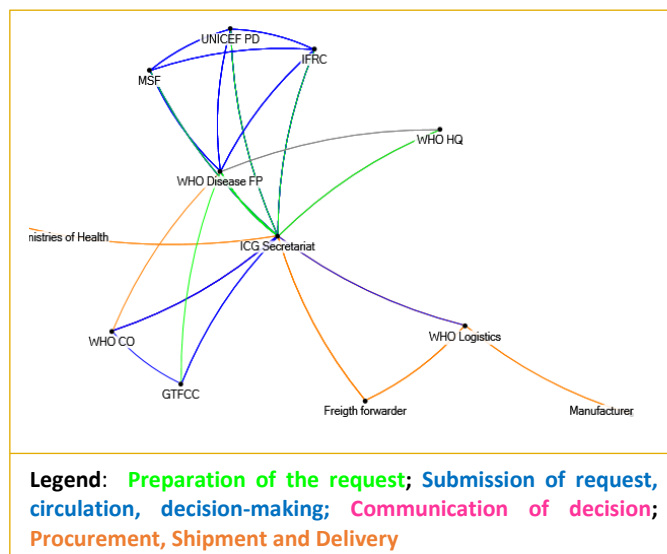 UNICEF PD
IFRC
MSF
WHO HQ
WHO Disease FP
nistries of Health
ICG Secretariat
WHO CO
WHO Logistics
GTFCC
Freigth forwarder
Manufacturer
Legend: Preparation of the request; Submission of request,
circulation, decision-making; Communication of decision;
Procurement, Shipment and Delivery